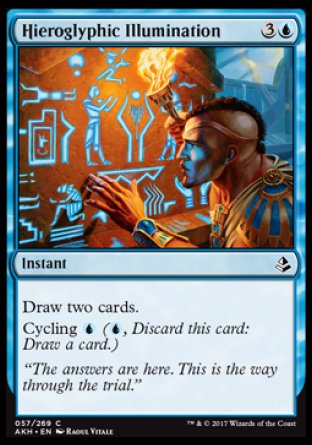 Hieroglyphic Illumination 3
Instant
Draw two cards.
Cycling (, Discard this card:
Draw a card.)
“The answers are here. This is the way
through the trial.”
057/269 C
AKH • EN Raoul Vitale
™ & © 2017 Wizards of the Coast